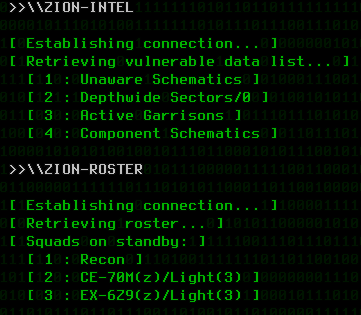 >>\\ZION-INTEL
[ Establishing connection... ]
[ Retrieving vulnerable data list... ]
[ 1 : Unaware Schematics ]
[ 2 : Depthwide Sectors/0 ]
[ 3 : Active Garrisons ]
[ 4 : Component Schematics ]
>>\\ZION-ROSTER
[ Establishing connection... ]
[ Retrieving roster... ]
[ Squads on standby: ]
[ 1 : Recon ]
[ 2 : CE-70M(z)/Light(3) ]
[ 3 : EX-629(z)/Light(3) ]